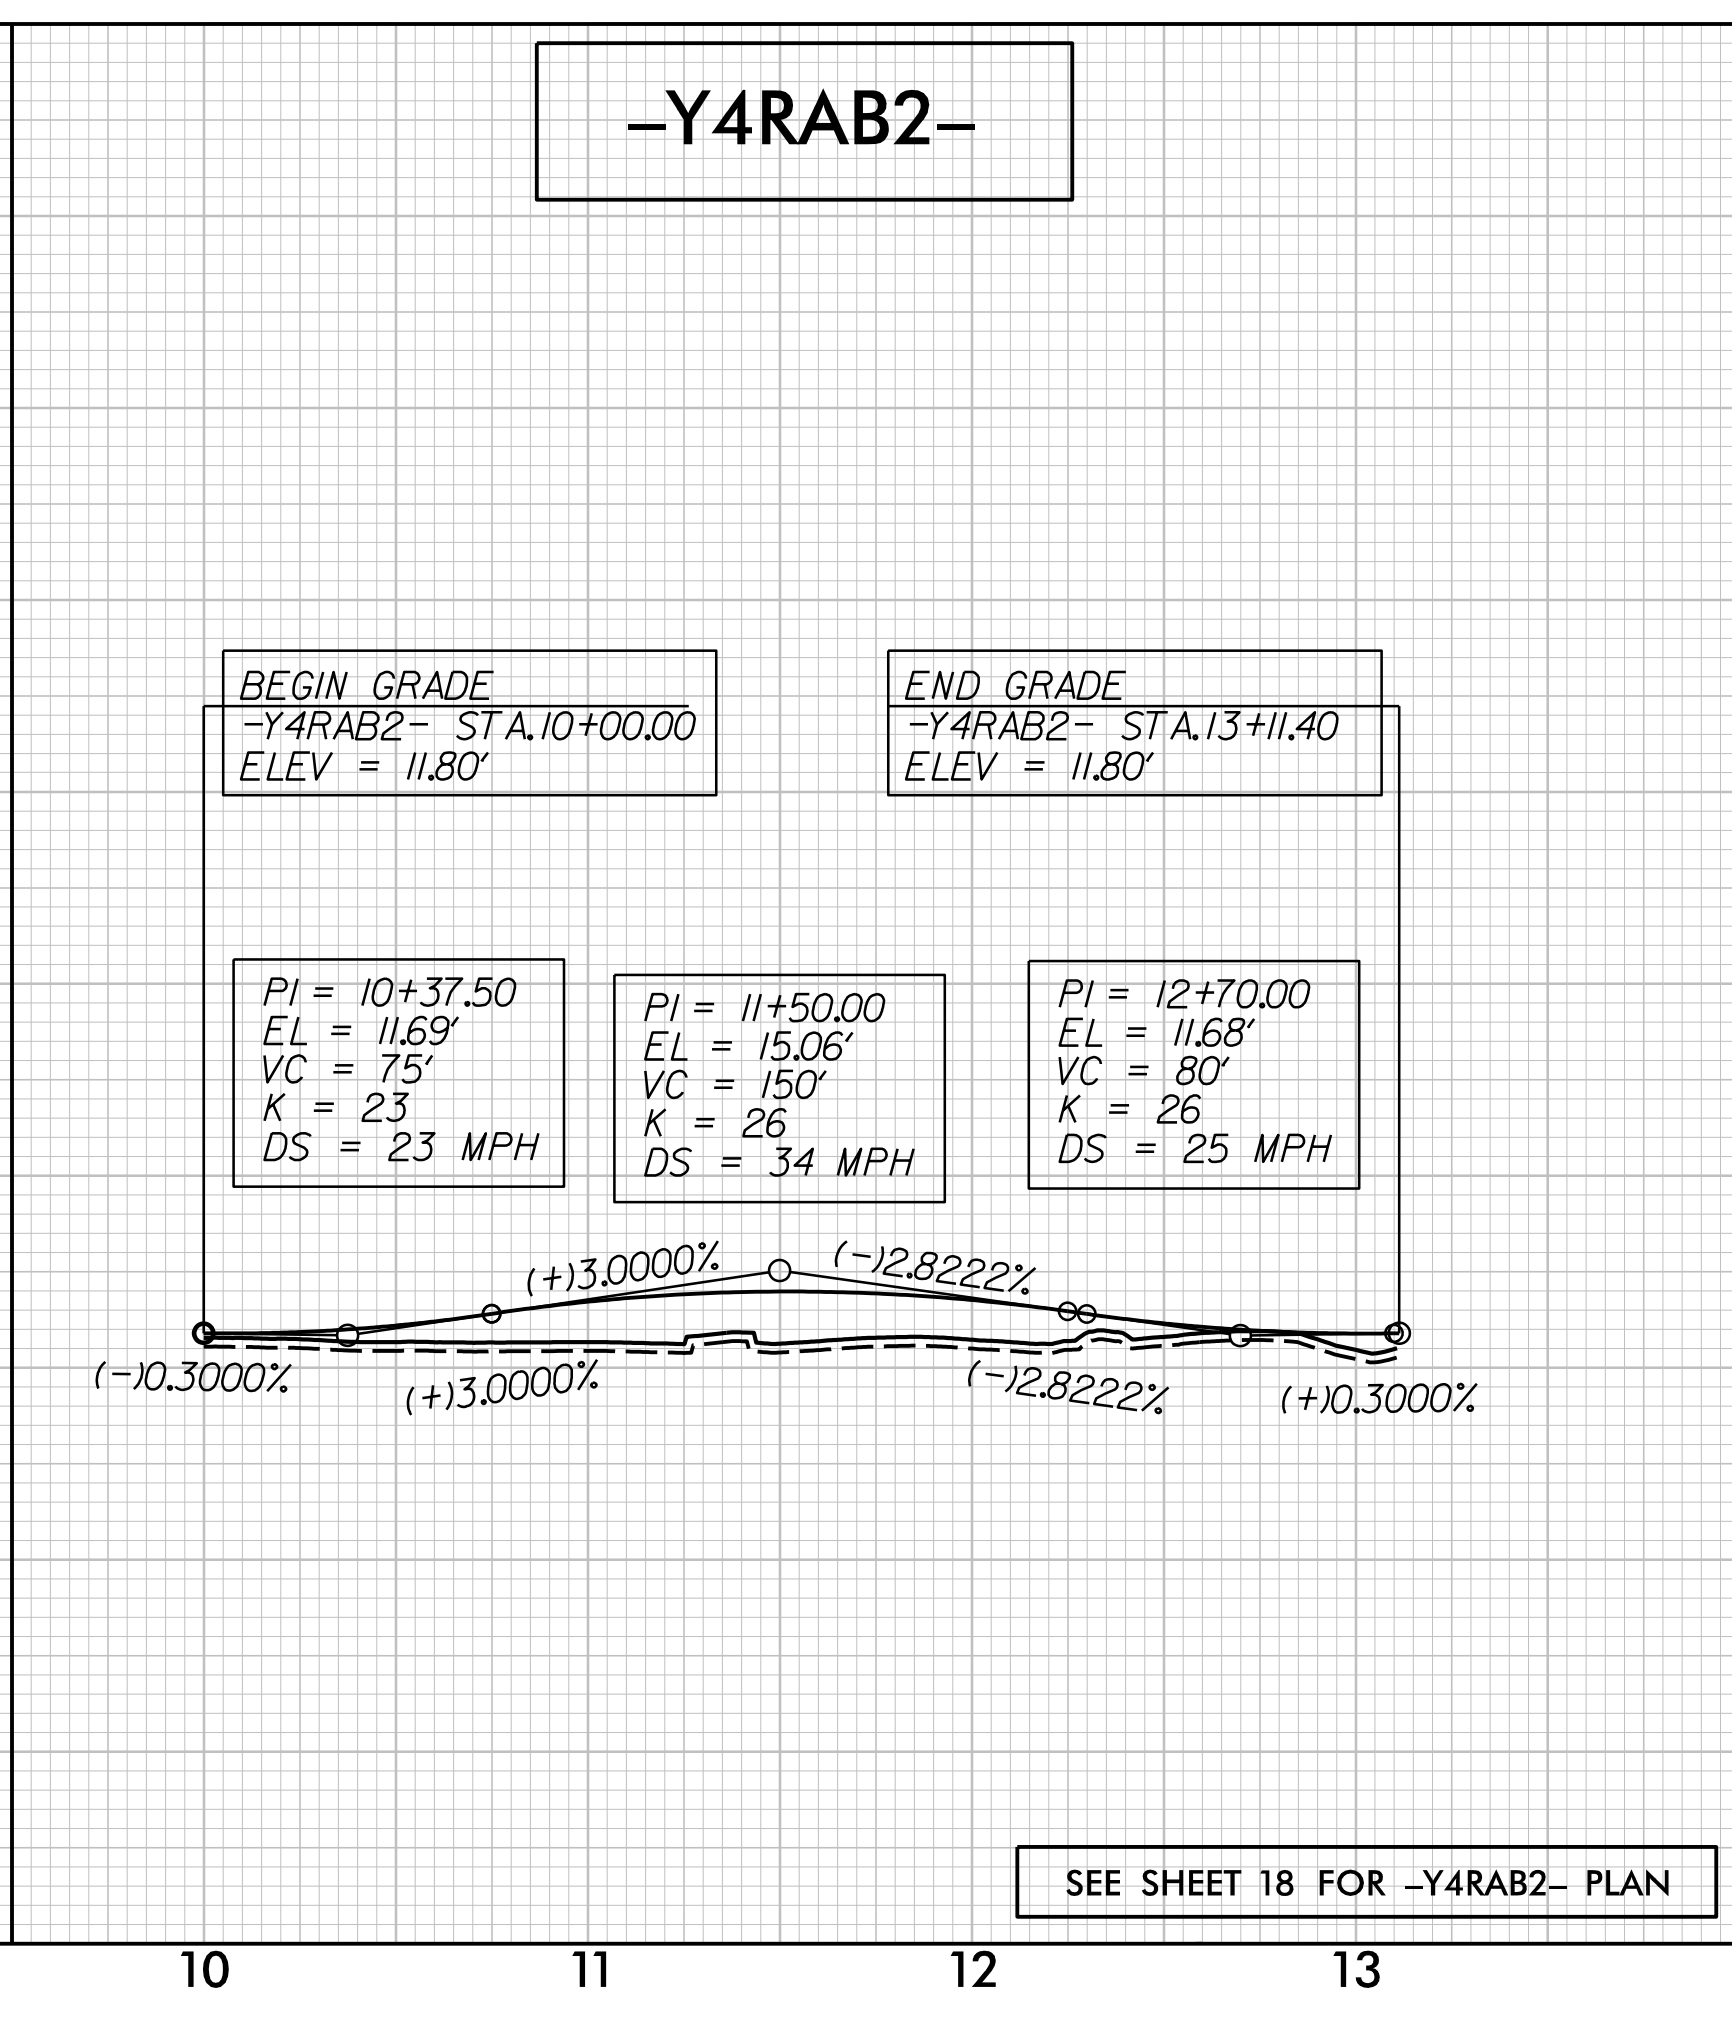 –Y4RAB2–
BEGIN GRADE
-Y4RAB2- STA.10+00.00
ELEV = 11.80'
END GRADE
-Y4RAB2- STA.13+11.40
ELEV = 11.80'
PI = 10+37.50
EL = 11.69'
VC = 75'
K = 23
DS = 23 MPH
PI = 11+50.00
EL = 15.06'
VC = 150'
K = 26
DS = 34 MPH
PI = 12+70.00
EL = 11.68'
VC = 80'
K = 26
DS = 25 MPH
(+)3.0000%
(-)2.8222%
(-)0.3000%
(+)3.0000%
(-)2.8222%
(+)0.3000%
SEE SHEET 18 FOR –Y4RAB2– PLAN
10 11 12 13